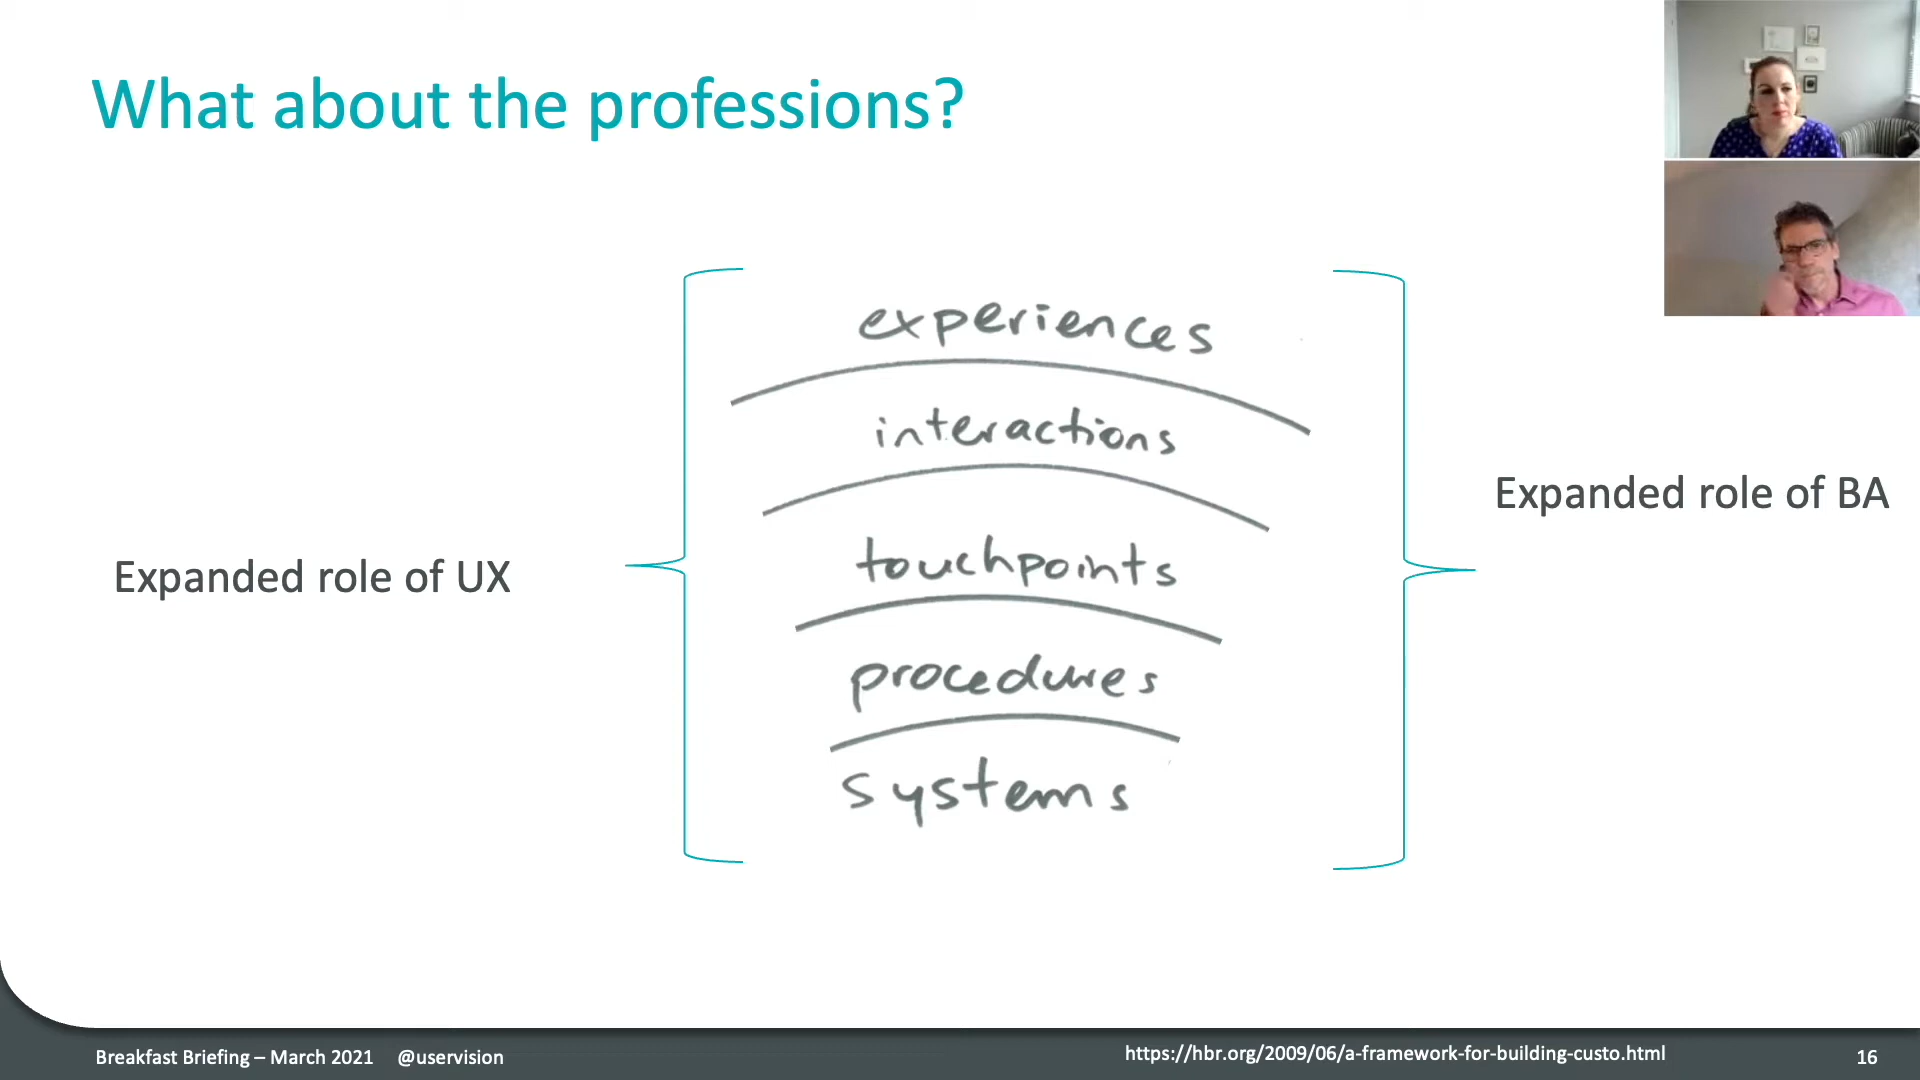 What about the professions?
experiences
interactions
Expanded role of BA
touchpoints
Expanded role of UX
procedures
systems
Breakfast Briefing – March 2021 @uservision
https://hbr.org/2009/06/a-framework-for-building-custo.html
16